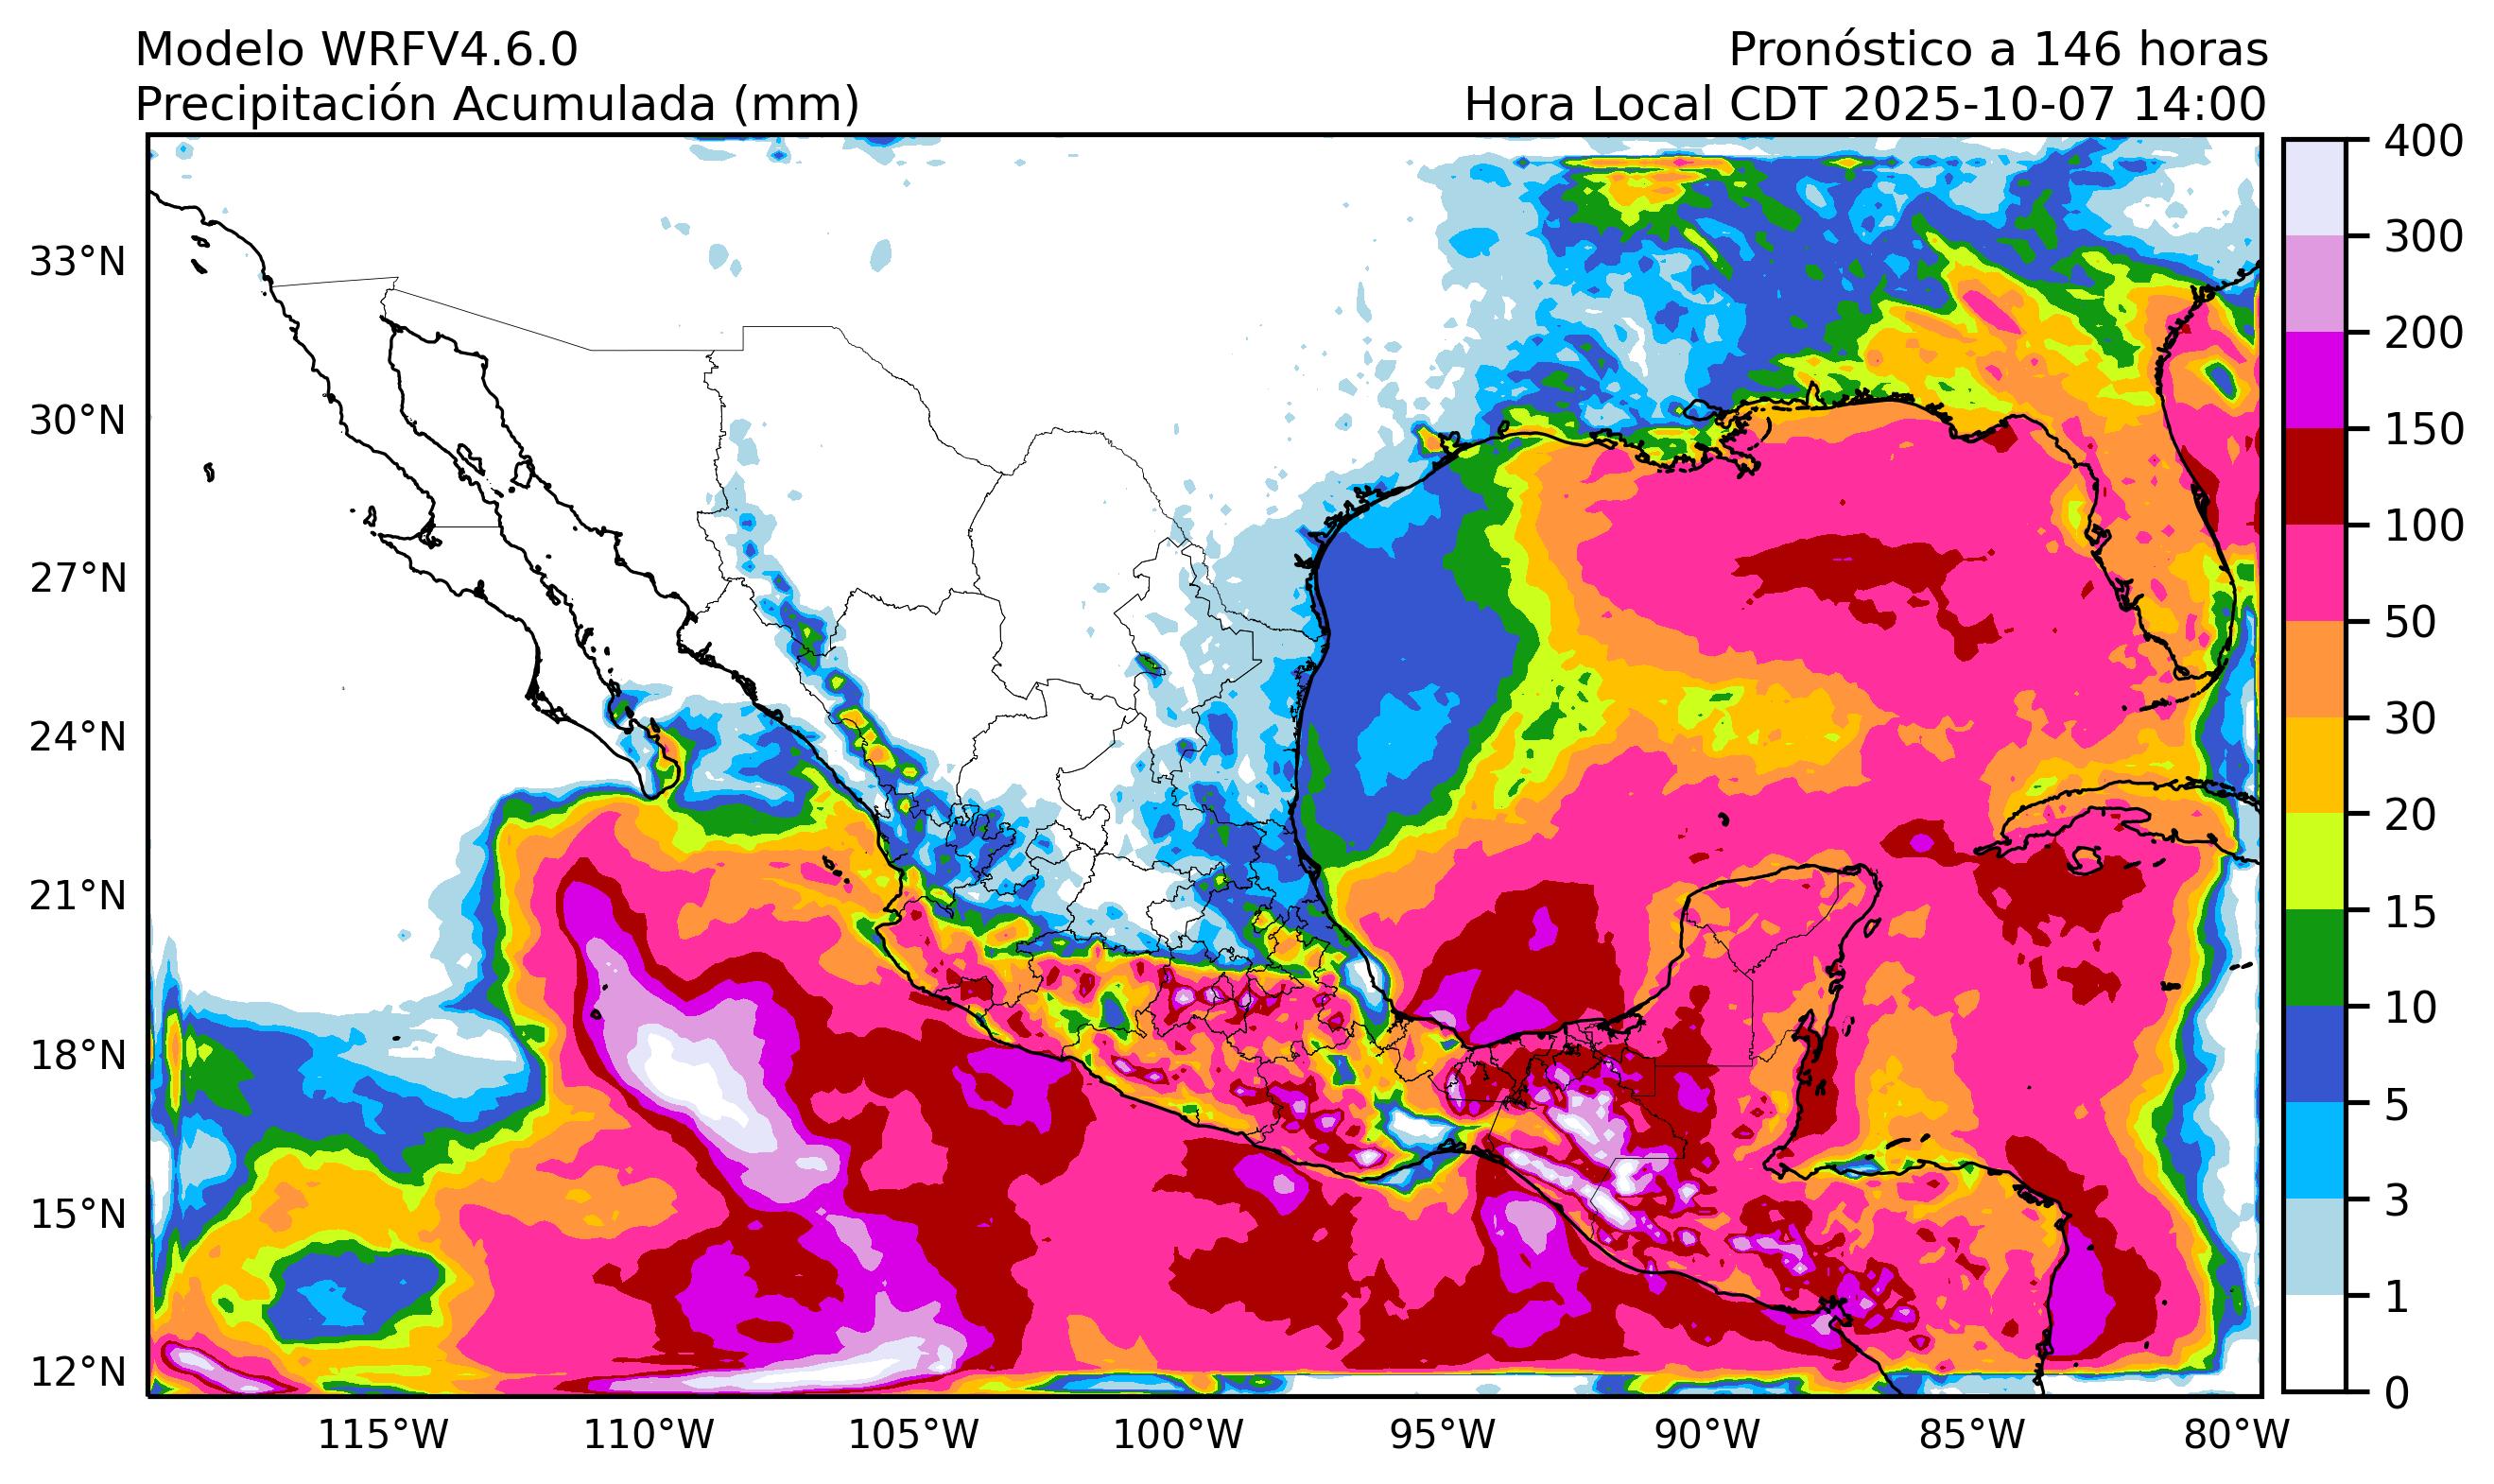 Modelo WRFV4.6.0
Pronóstico a 146 horas
Precipitación Acumulada (mm)
Hora Local CDT 2025-10-07 14:00
33°N
30°N
27°N
24°N
21°N
18°N
15°N
12°N
115°W
110°W
105°W
100°W
95°W
90°W
85°W
80°W
400
300
200
150
100
50
30
20
15
10
5
3
1
0